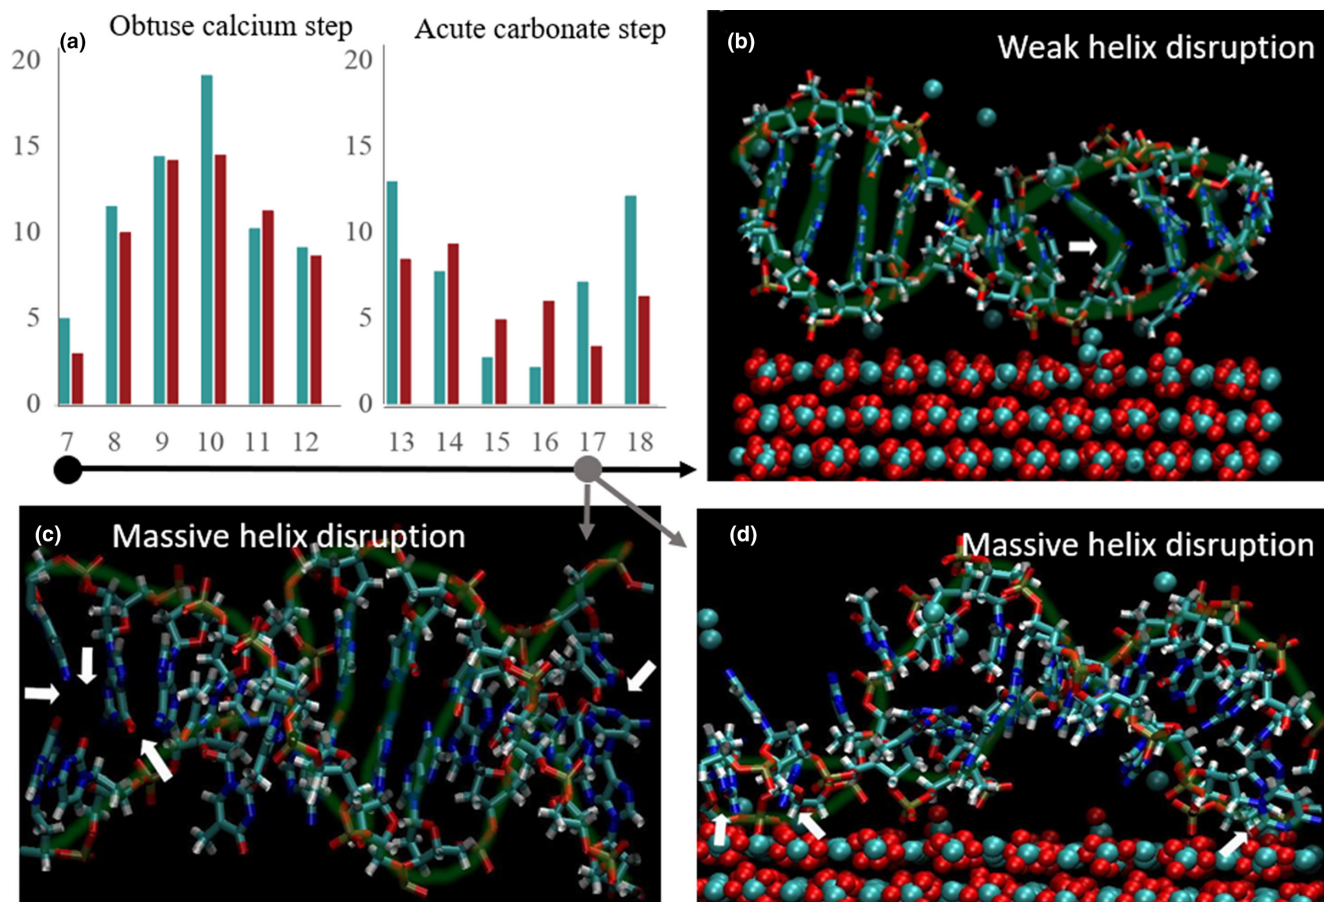 (a) Obtuse calcium step Acute carbonate step
20 20
15 15
10 10
5 5
0 0
7 8 9 10 11 12 13 14 15 16 17 18
(b) Weak helix disruption
(c) Massive helix disruption
(d) Massive helix disruption